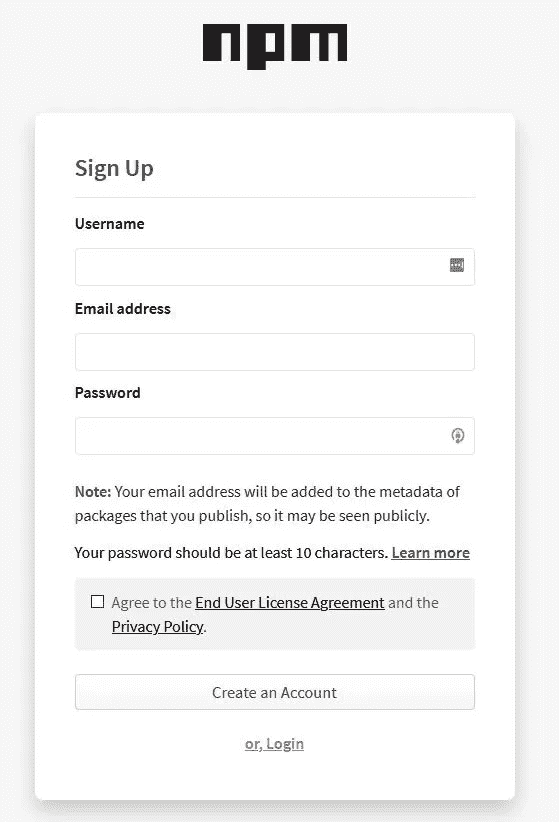 npm
Sign Up
Username
Email address
Password
Note: Your email address will be added to the metadata of
packages that you publish, so it may be seen publicly.
Your password should be at least 10 characters. Learn more
Agree to the End User License Agreement and the
Privacy Policy.
Create an Account
or, Login